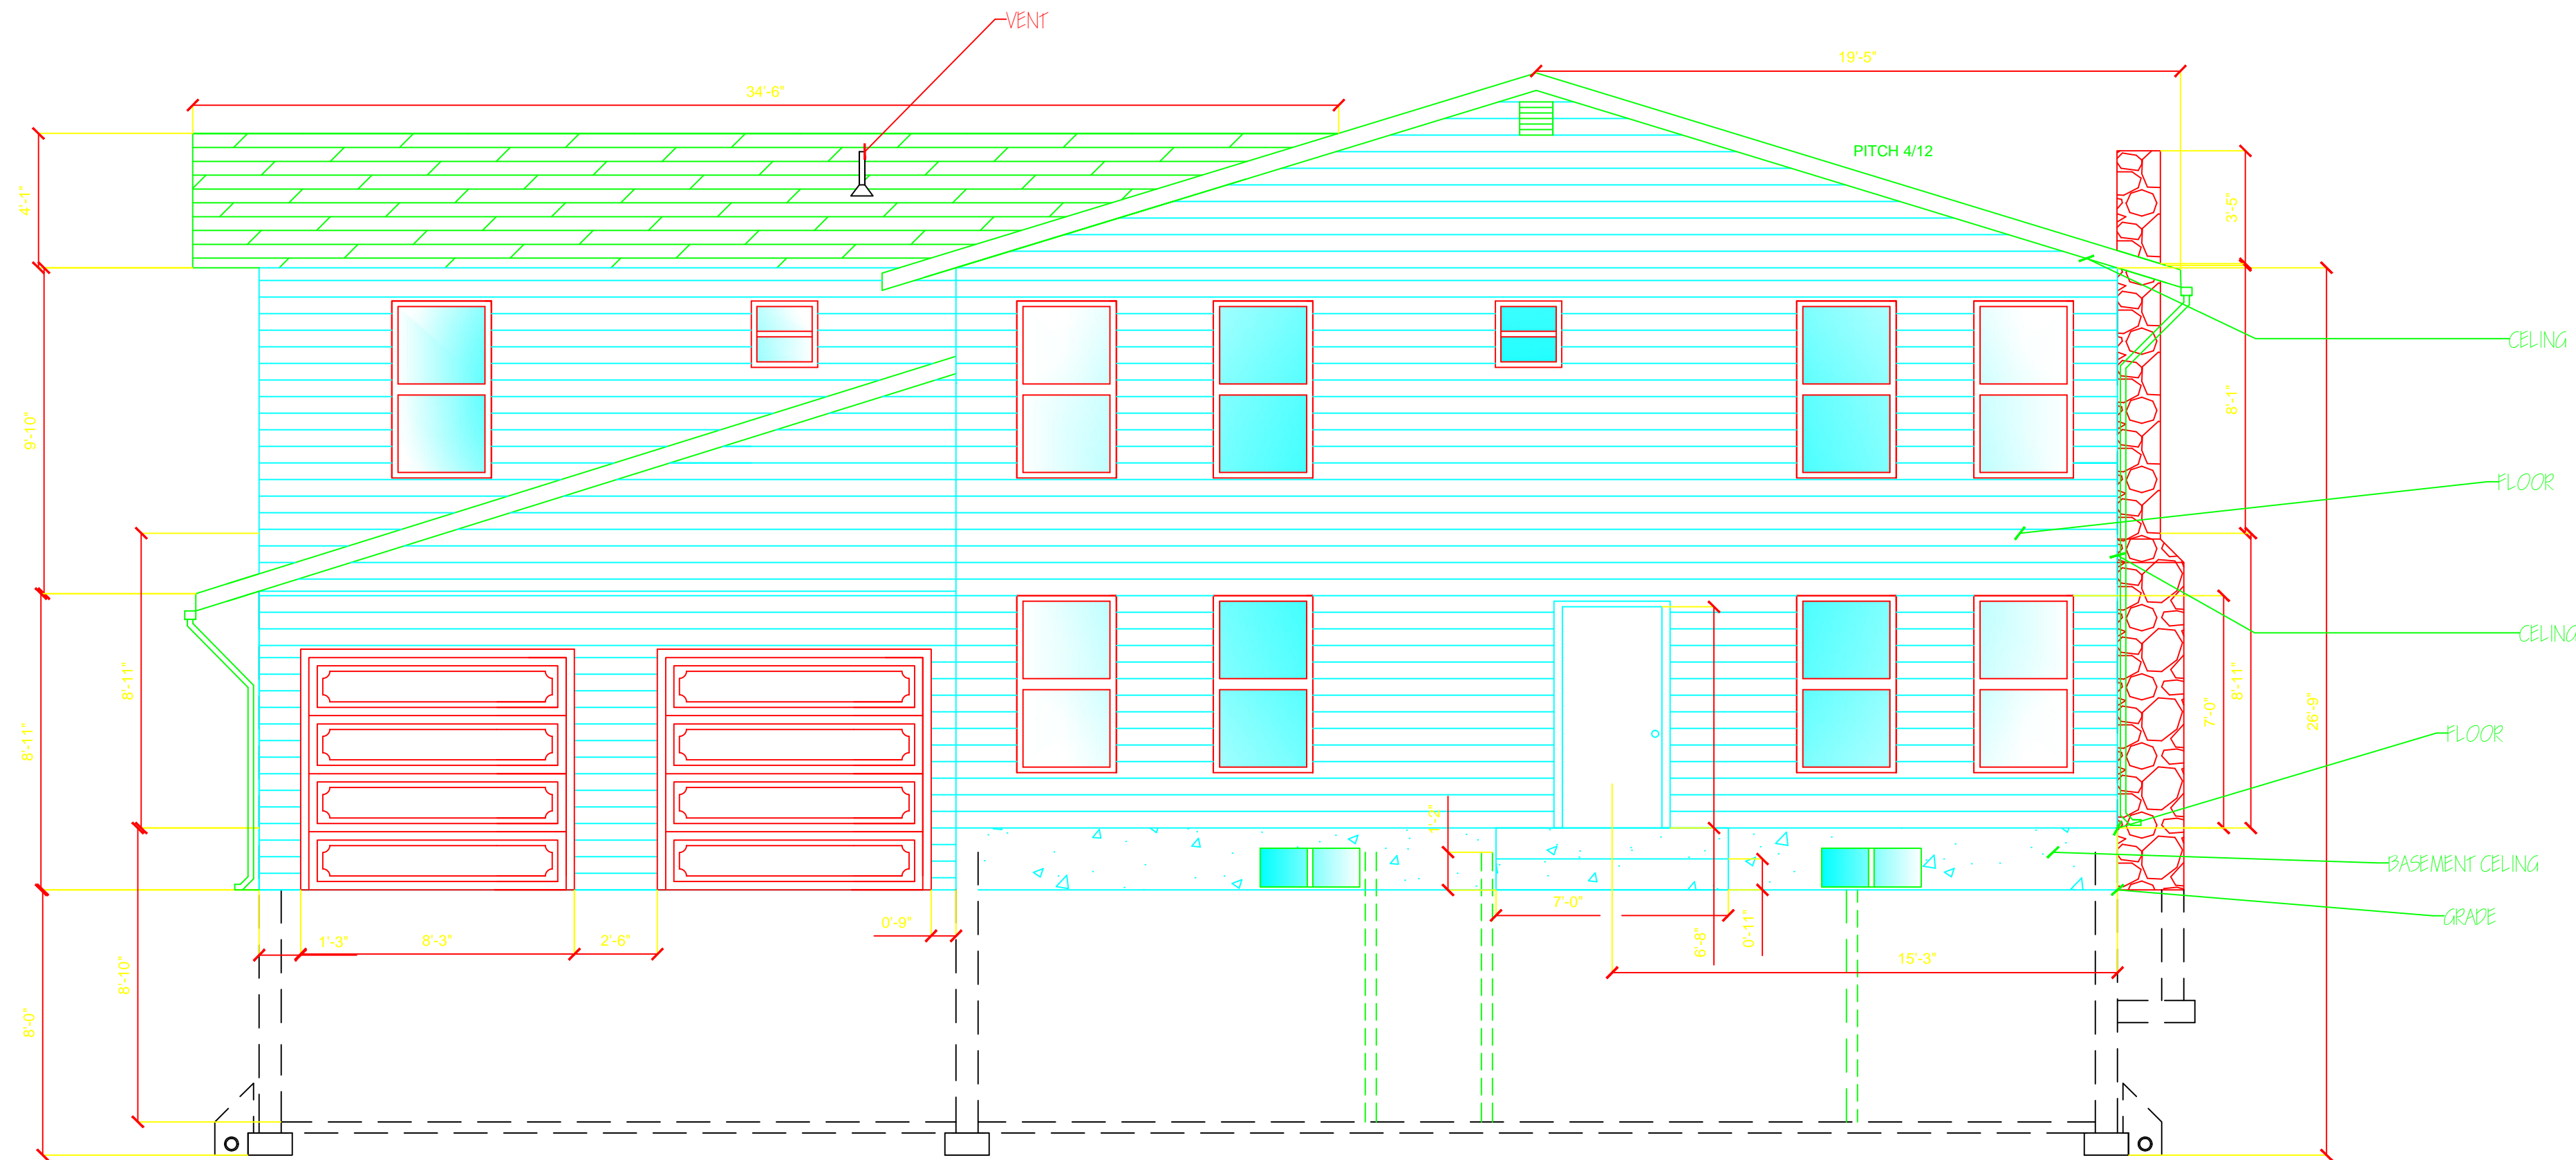 VENT
19'-5"
34'-6"
PITCH 4/12
4'-1"
3'-5"
CELING
9'-10"
8'-1"
FLOOR
CELING
8'-11"
8'-11"
7'-0"
8'-11"
26'-9"
FLOOR
1'-2"
BASEMENT CELING
7'-0"
0'-11"
GRADE
0'-9"
1'-3"
8'-3"
2'-6"
6'-8"
15'-3"
8'-10"
8'-0"